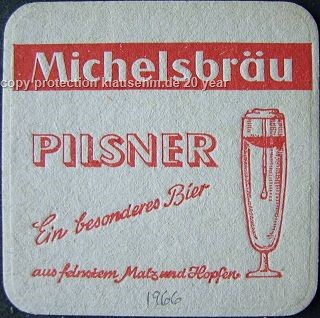 Michelsbräu
copy protection klausehm.de 20 year
PILSNER
Ein besonderes Bier
aus feinstem Malz und Hopfen
1966